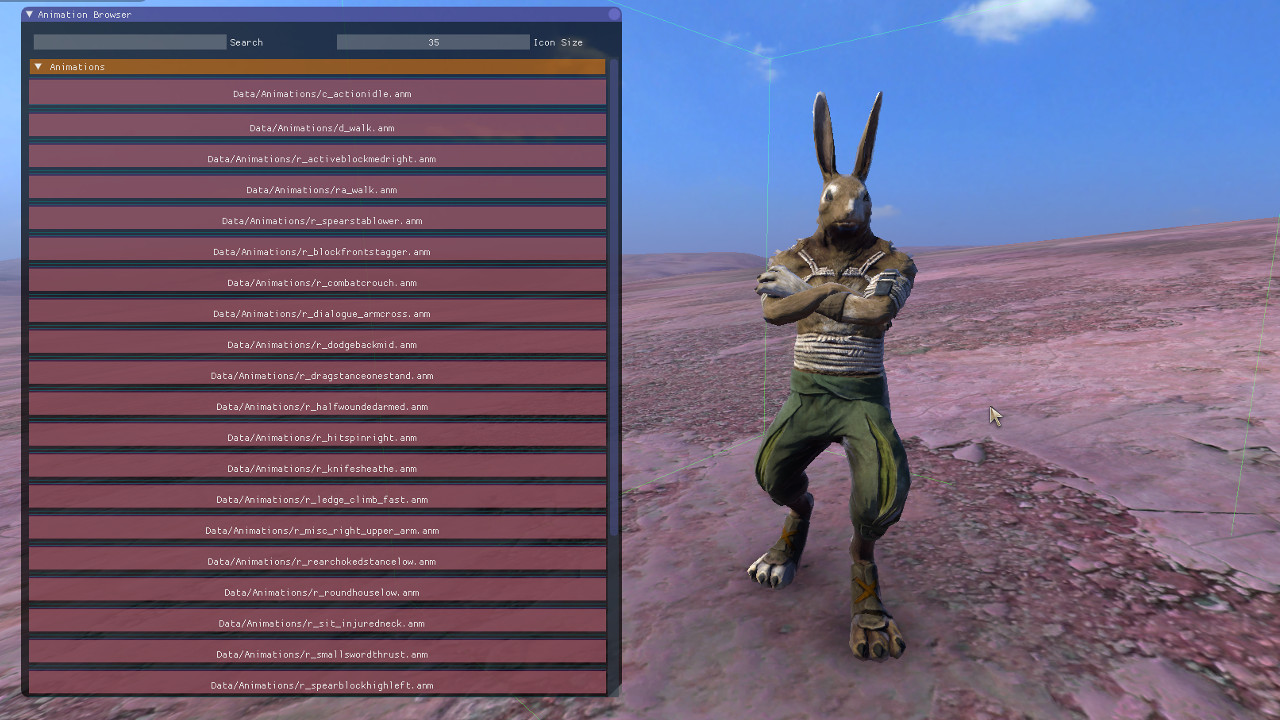 Animation Browser
Search 35 Icon Size
Animations
Data/Animations/c_actionidle.anm
Data/Animations/d_walk.anm
Data/Animations/r_activeblockmedright.anm
Data/Animations/ra_walk.anm
Data/Animations/r_spearstablower.anm
Data/Animations/r_blockfrontstagger.anm
Data/Animations/r_combatcrouch.anm
Data/Animations/r_dialogue_armcross.anm
Data/Animations/r_dodgebackmid.anm
Data/Animations/r_dragstanceonestand.anm
Data/Animations/r_halfwoundedarmed.anm
Data/Animations/r_hitspinright.anm
Data/Animations/r_knifesheathe.anm
Data/Animations/r_ledge_climb_fast.anm
Data/Animations/r_misc_right_upper_arm.anm
Data/Animations/r_rearchokedstancelow.anm
Data/Animations/r_roundhouselow.anm
Data/Animations/r_sit_injuredneck.anm
Data/Animations/r_smallswordthrust.anm
Data/Animations/r_spearblockhighleft.anm